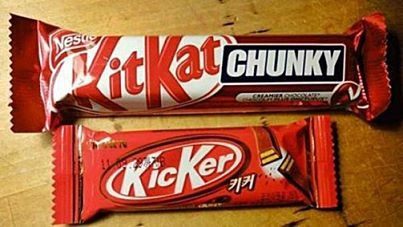 Nestlé
KitKat
CHUNKY
CREAMIER CHOCOLATE
KicKer
키커